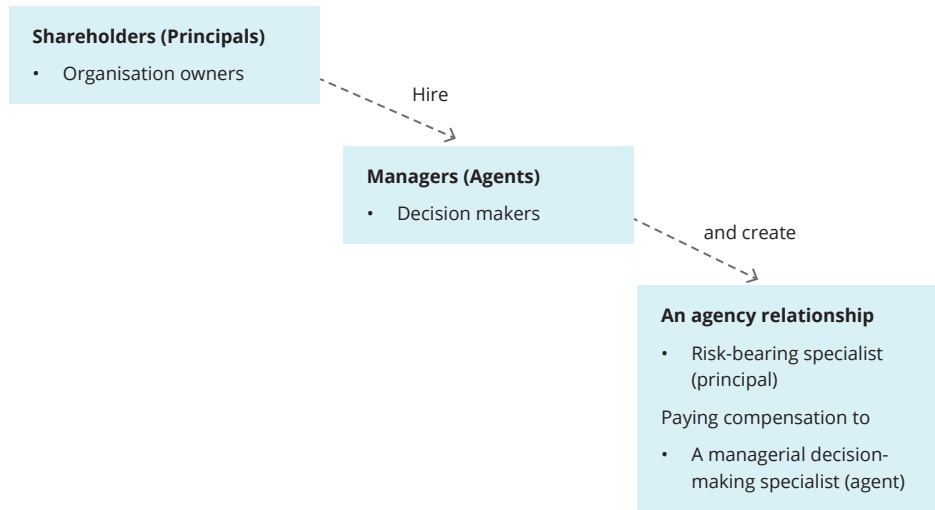 Shareholders (Principals)
• Organisation owners
Hire
Managers (Agents)
• Decision makers
and create
An agency relationship
• Risk-bearing specialist
(principal)
Paying compensation to
• A managerial decision-
making specialist (agent)